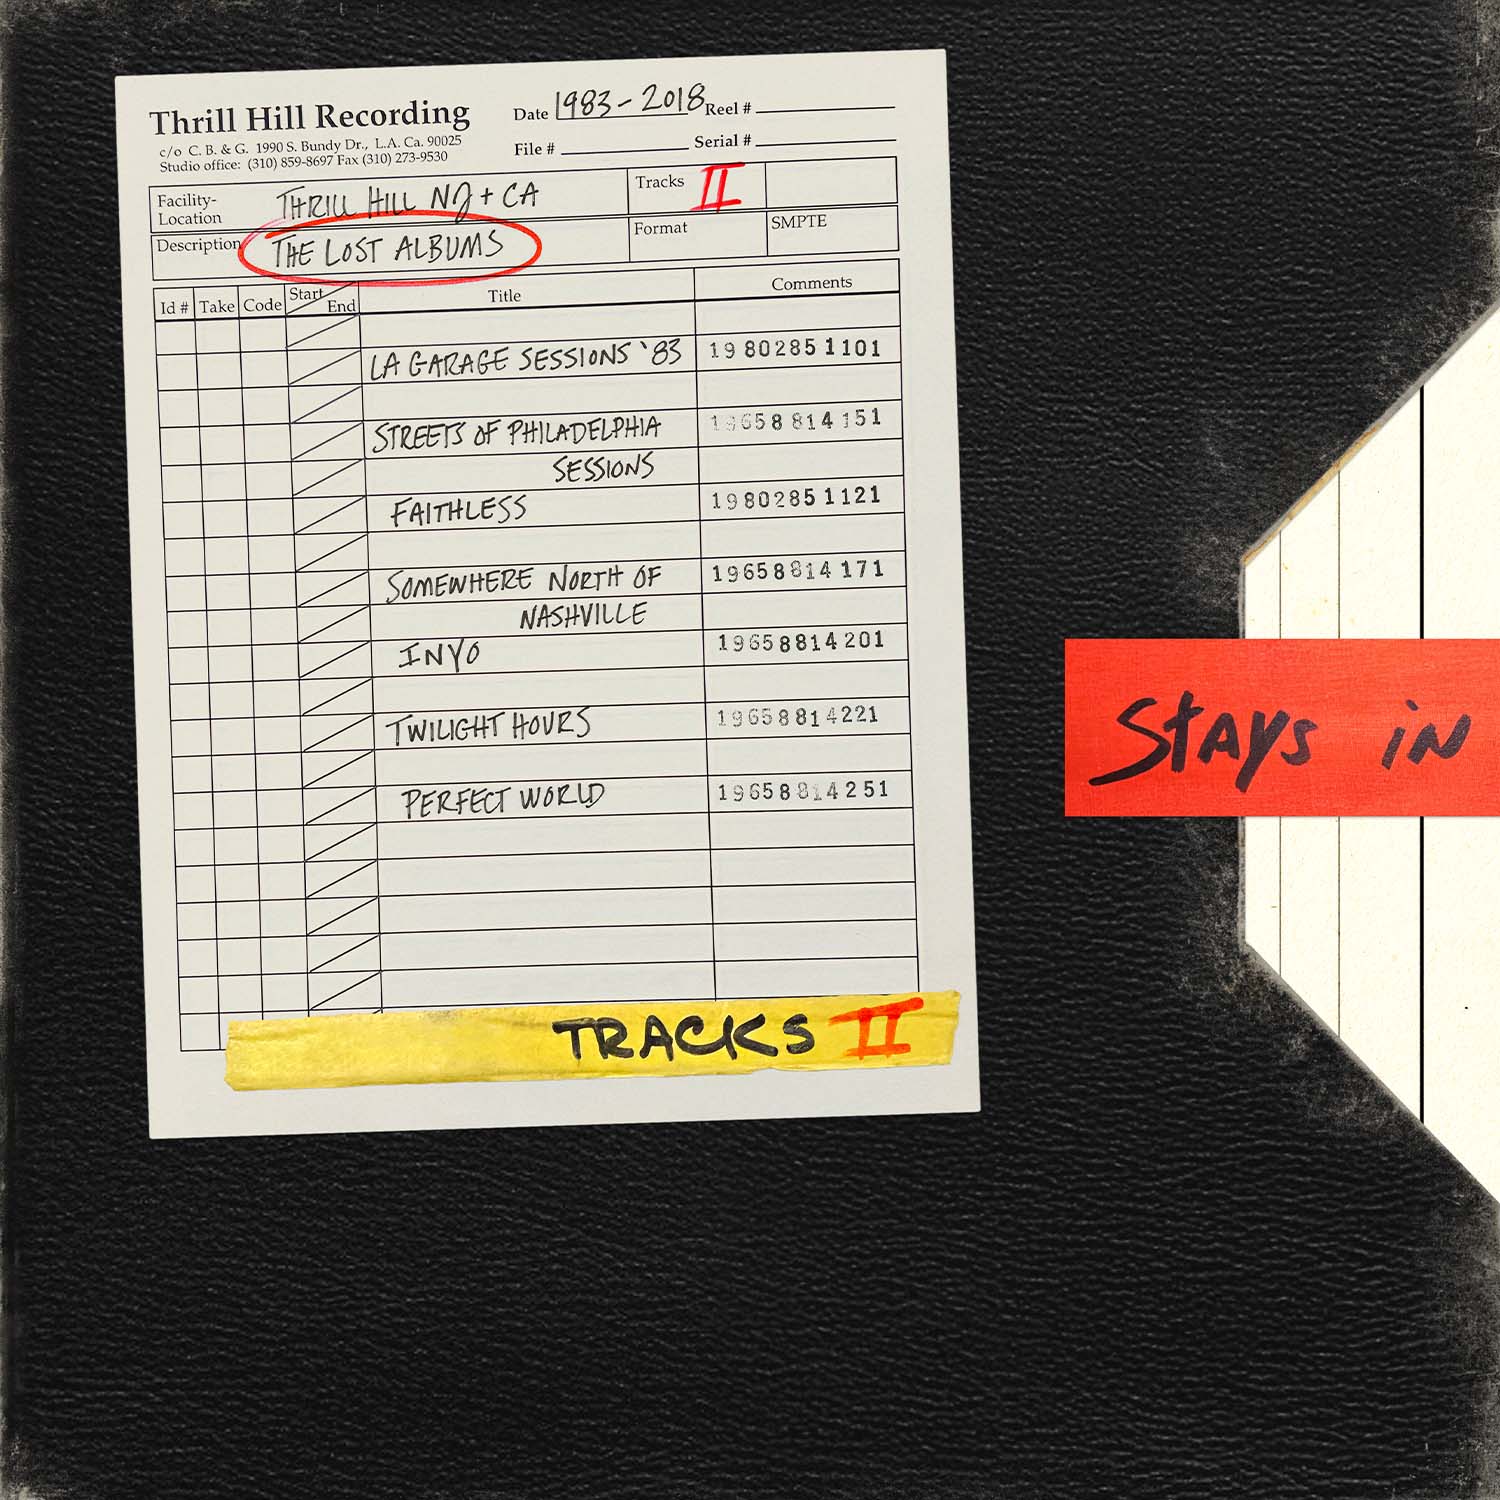 Thrill Hill Recording
c/o C. B. & G. 1990 S. Bundy Dr., L.A. Ca. 90025
Studio office: (310) 859-8697 Fax (310) 273-9530
Date 1983-2018 Reel #
File # Serial #
Facility-Location THRILL HILL NJ + CA Tracks II
Description THE LOST ALBUMS Format SMPTE
Id # Take Code Start End Title Comments
LA GARAGE SESSIONS '83 19802851101
STREETS OF PHILADELPHIA 19658814151
SESSIONS
FAITHLESS 19802851121
SOMEWHERE NORTH OF 19658814171
NASHVILLE
INYO 19658814201
TWILIGHT HOURS 19658814221
PERFECT WORLD 19658814251
TRACKS II
Stays in